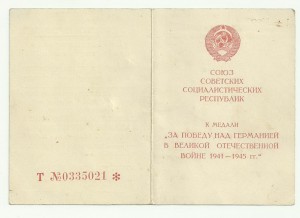 Т №0335021 *
СОЮЗ
СОВЕТСКИХ
СОЦИАЛИСТИЧЕСКИХ
РЕСПУБЛИК
К МЕДАЛИ
„ЗА ПОБЕДУ НАД ГЕРМАНИЕЙ
В ВЕЛИКОЙ ОТЕЧЕСТВЕННОЙ
ВОЙНЕ 1941—1945 гг."